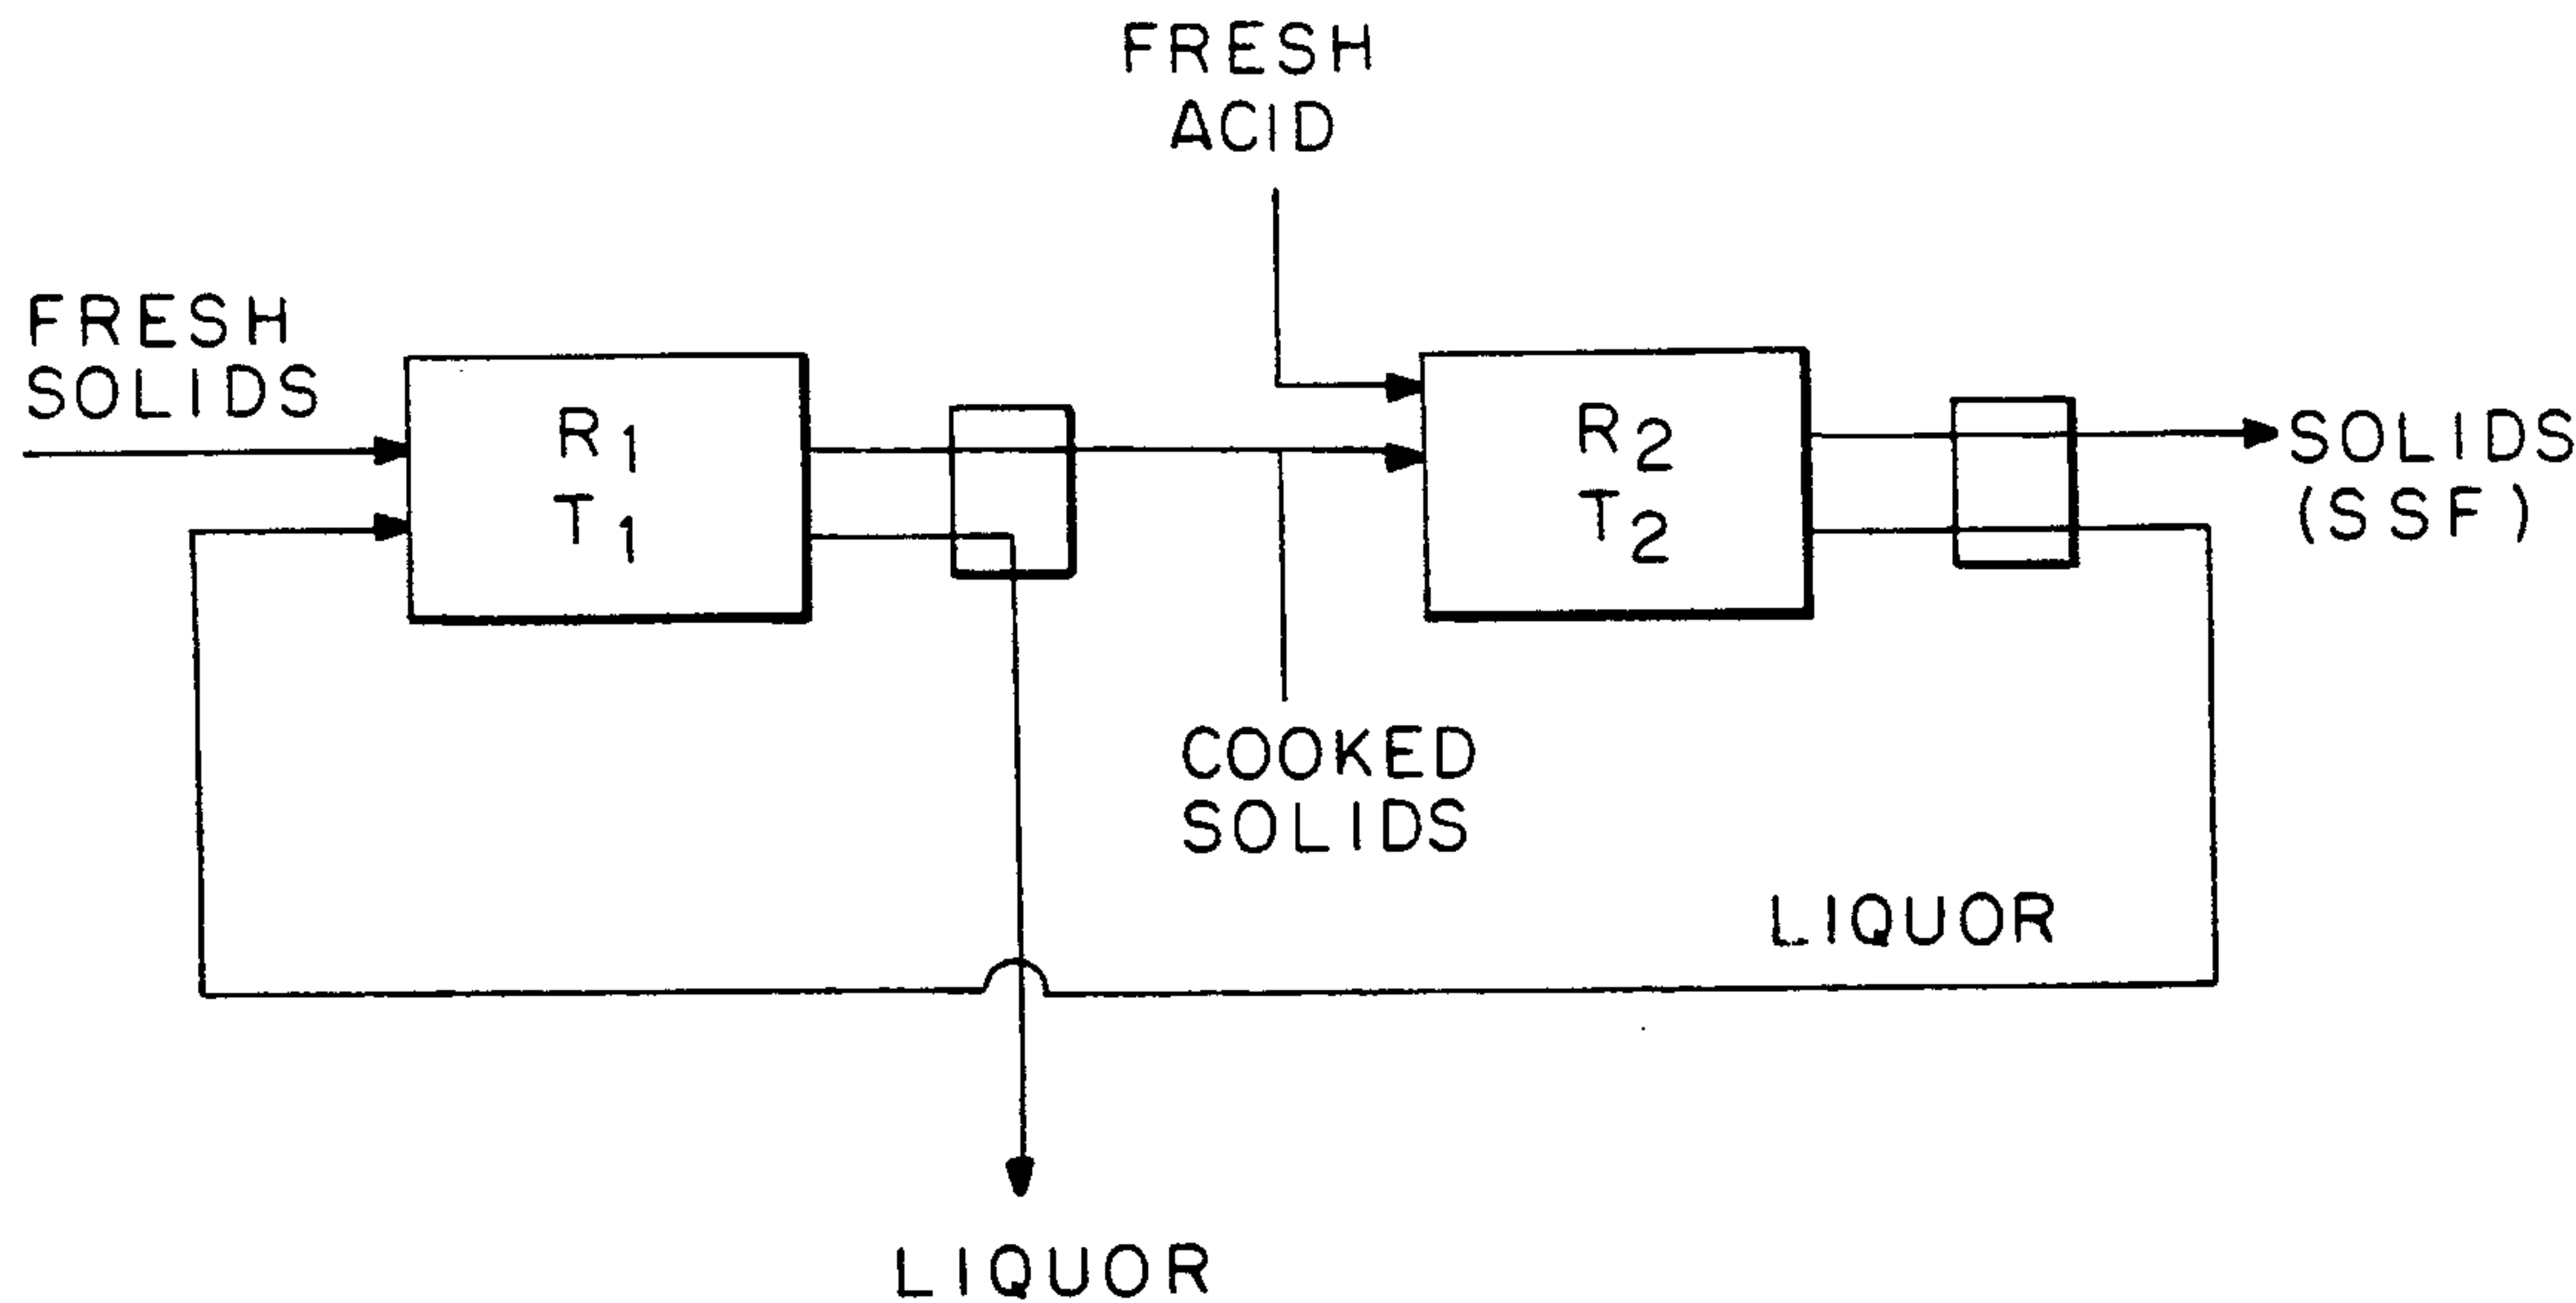 FRESH
ACID
FRESH
SOLIDS
R1
T1
R2
T2
SOLIDS
(SSF)
COOKED
SOLIDS
LIQUOR
LIQUOR